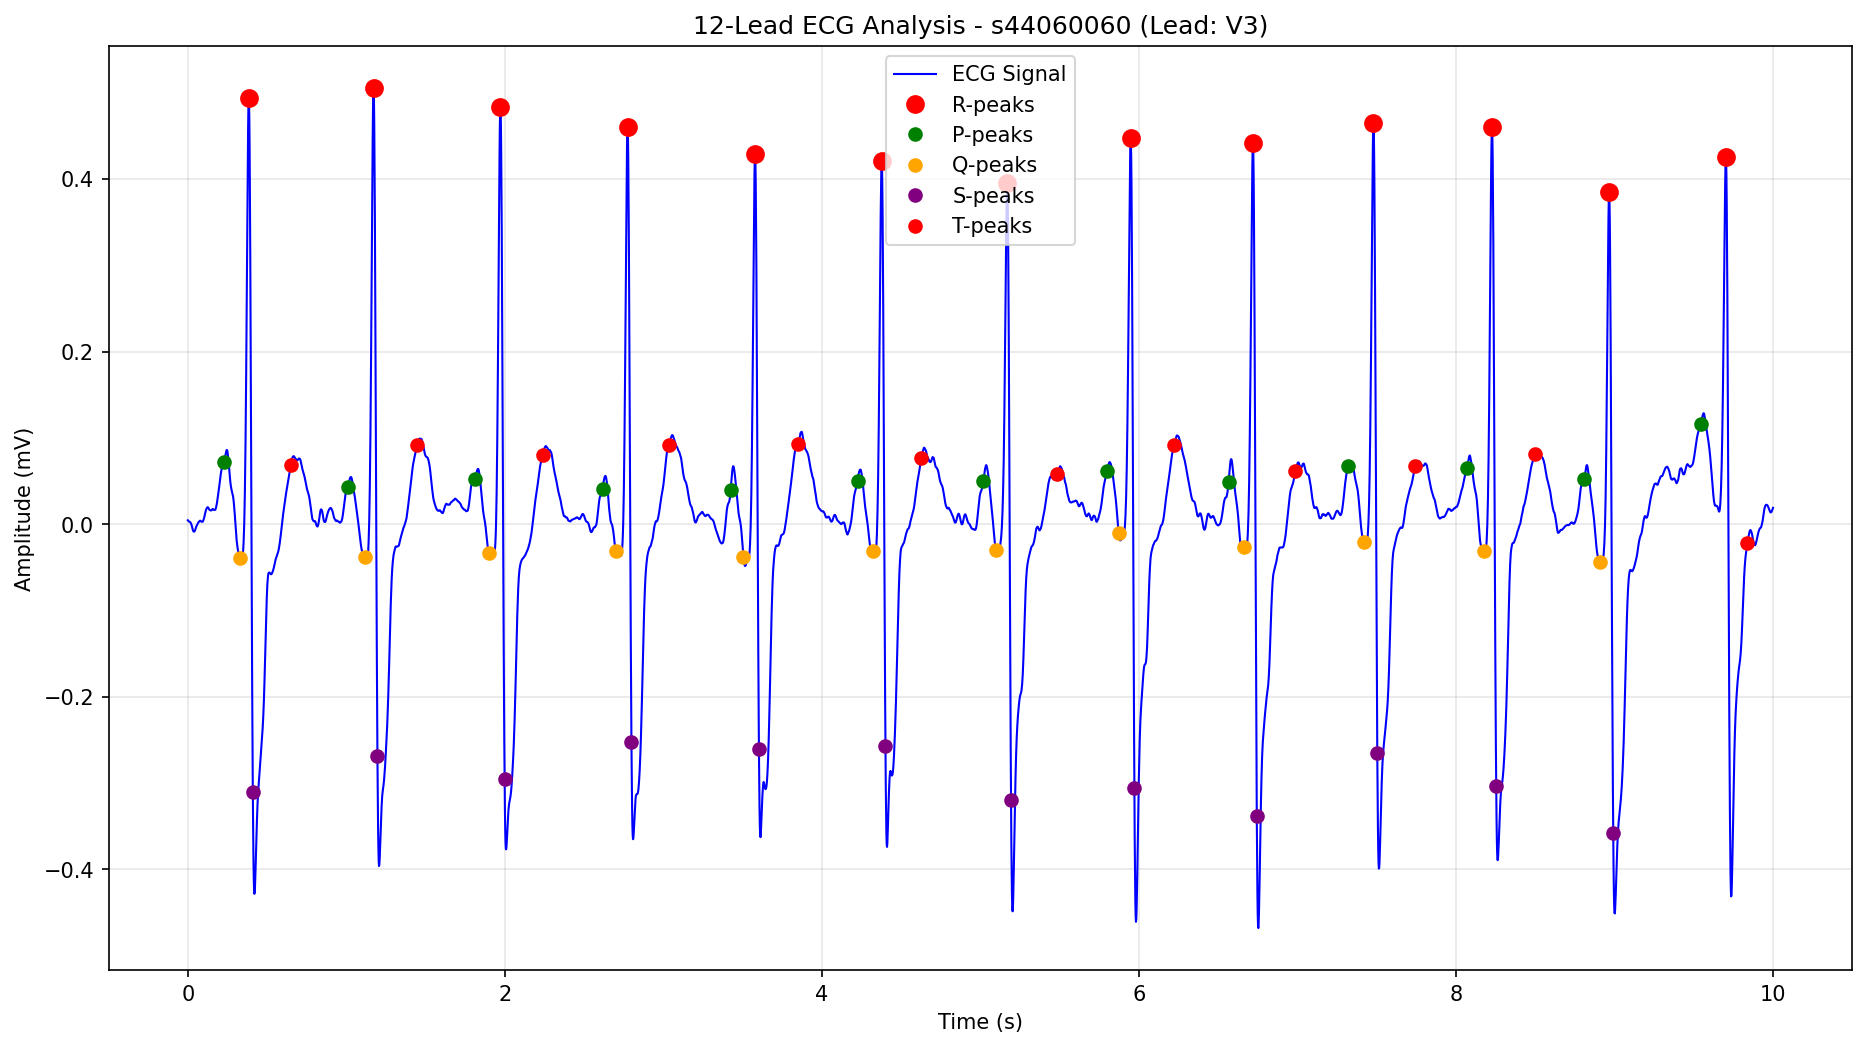 12-Lead ECG Analysis - s44060060 (Lead: V3)
ECG Signal
R-peaks
P-peaks
Q-peaks
S-peaks
T-peaks
Amplitude (mV)
0.4
0.2
0.0
−0.2
−0.4
0 2 4 6 8 10
Time (s)